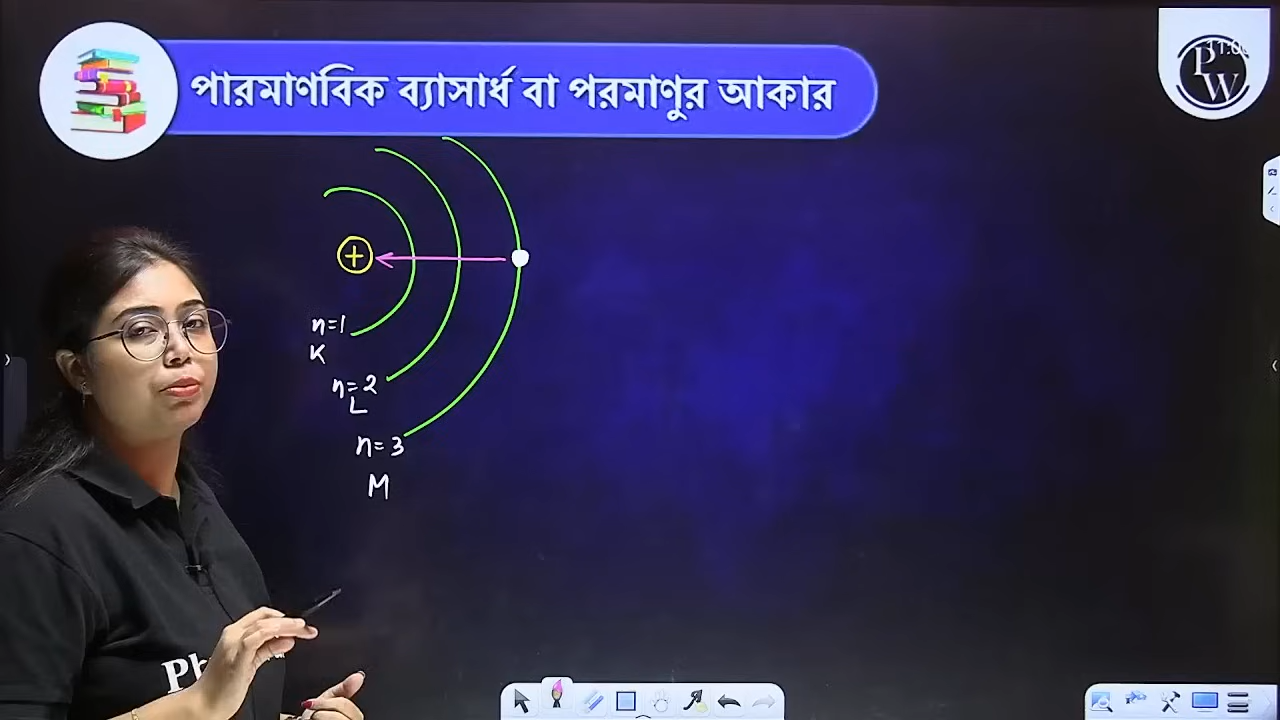 পারমাণবিক ব্যাসার্ধ বা পরমাণুর আকার
PW
+
n=1
K
n=2
L
n=3
M